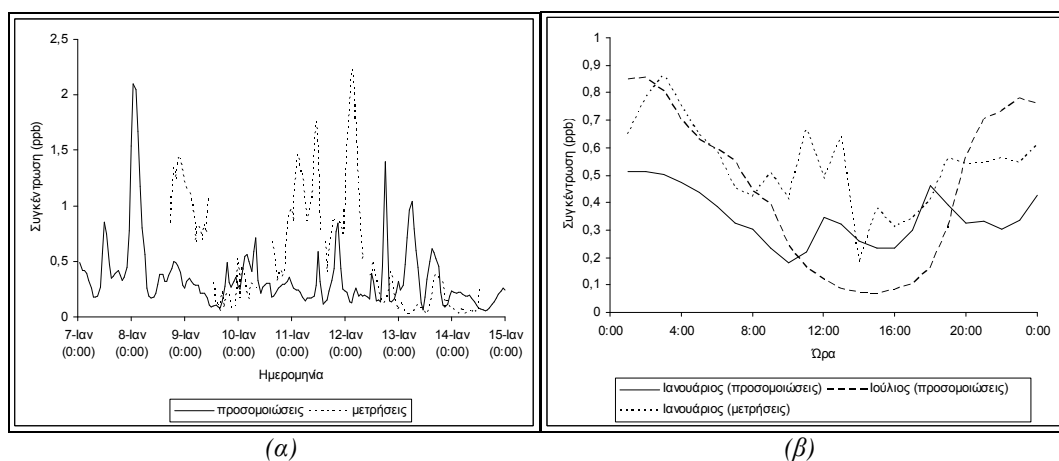 Συγκέντρωση (ppb)
2,5
2
1,5
1
0,5
0
7-Ιαν 8-Ιαν 9-Ιαν 10-Ιαν 11-Ιαν 12-Ιαν 13-Ιαν 14-Ιαν 15-Ιαν
(0:00) (0:00) (0:00) (0:00) (0:00) (0:00) (0:00) (0:00) (0:00)
Ημερομηνία
προσομοιώσεις μετρήσεις
(α)
Συγκέντρωση (ppb)
1
0,9
0,8
0,7
0,6
0,5
0,4
0,3
0,2
0,1
0
0:00 4:00 8:00 12:00 16:00 20:00 0:00
Ώρα
Ιανουάριος (προσομοιώσεις) Ιούλιος (προσομοιώσεις)
Ιανουάριος (μετρήσεις)
(β)